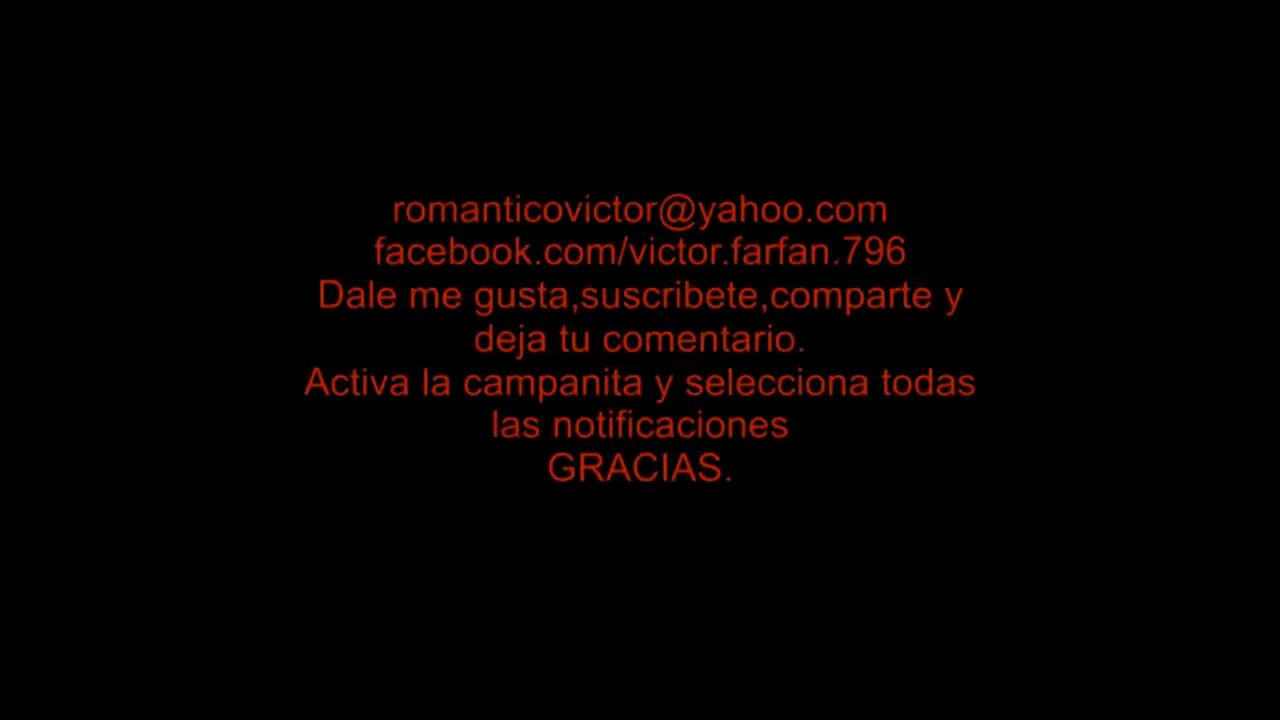 romanticovictor@yahoo.com
facebook.com/victor.farfan.796
Dale me gusta,suscribete,comparte y
deja tu comentario.
Activa la campanita y selecciona todas
las notificaciones
GRACIAS.